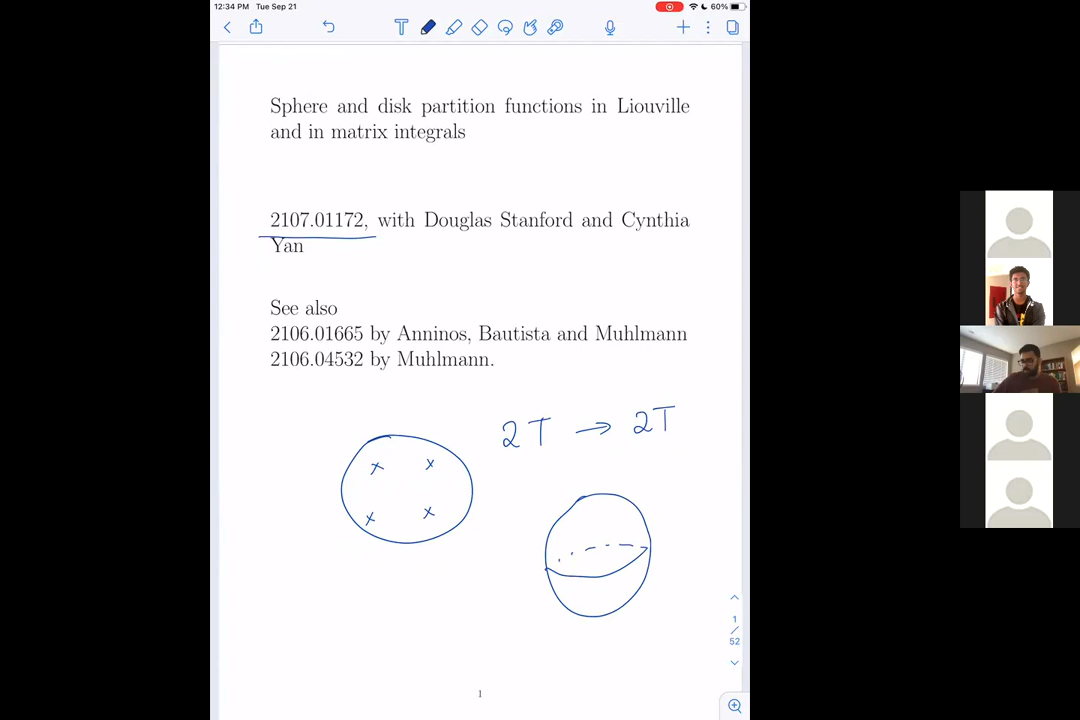 12:34 PM Tue Sep 21
60%
Sphere and disk partition functions in Liouville
and in matrix integrals
2107.01172, with Douglas Stanford and Cynthia
Yan
See also
2106.01665 by Anninos, Bautista and Muhlmann
2106.04532 by Muhlmann.
2T → 2T
x x
x x
1
/
52
1